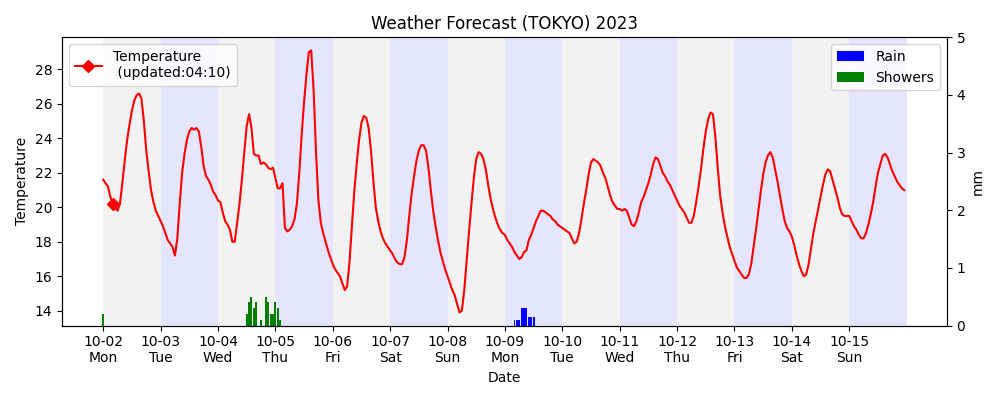 Weather Forecast (TOKYO) 2023
Temperature
(updated:04:10)
Rain
Showers
Temperature
28
26
24
22
20
18
16
14
5
4
3
2
1
0
mm
10-02 10-03 10-04 10-05 10-06 10-07 10-08 10-09 10-10 10-11 10-12 10-13 10-14 10-15
Mon Tue Wed Thu Fri Sat Sun Mon Tue Wed Thu Fri Sat Sun
Date